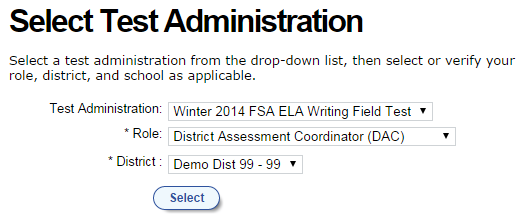 Select Test Administration
Select a test administration from the drop-down list, then select or verify your
role, district, and school as applicable.
Test Administration: Winter 2014 FSA ELA Writing Field Test
* Role: District Assessment Coordinator (DAC)
* District : Demo Dist 99 - 99
Select